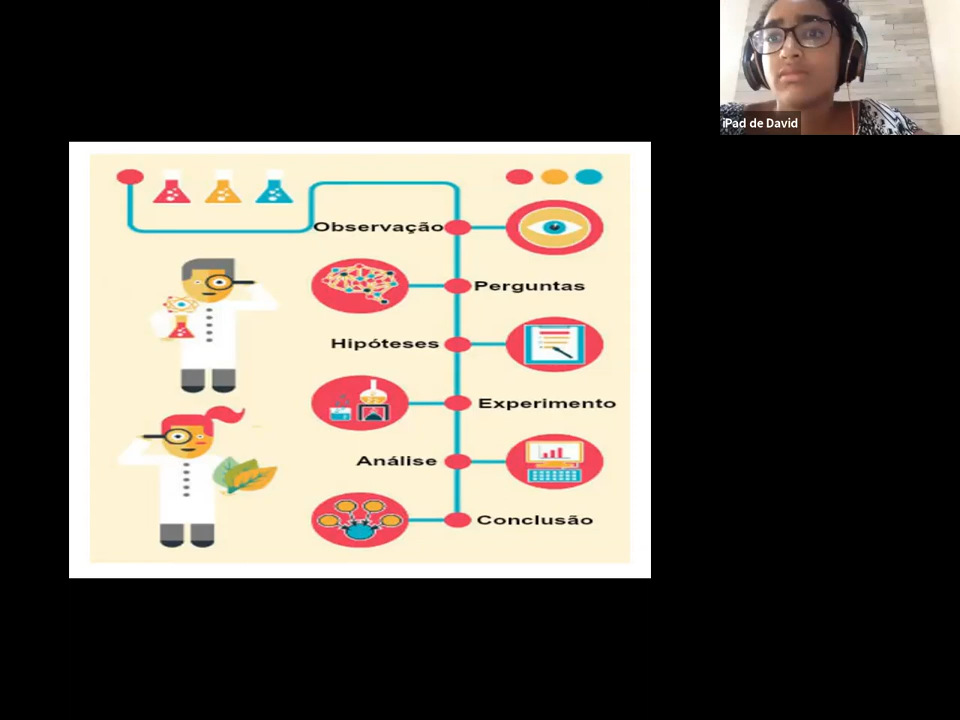 iPad de David
Observação
Perguntas
Hipóteses
Experimento
Análise
Conclusão